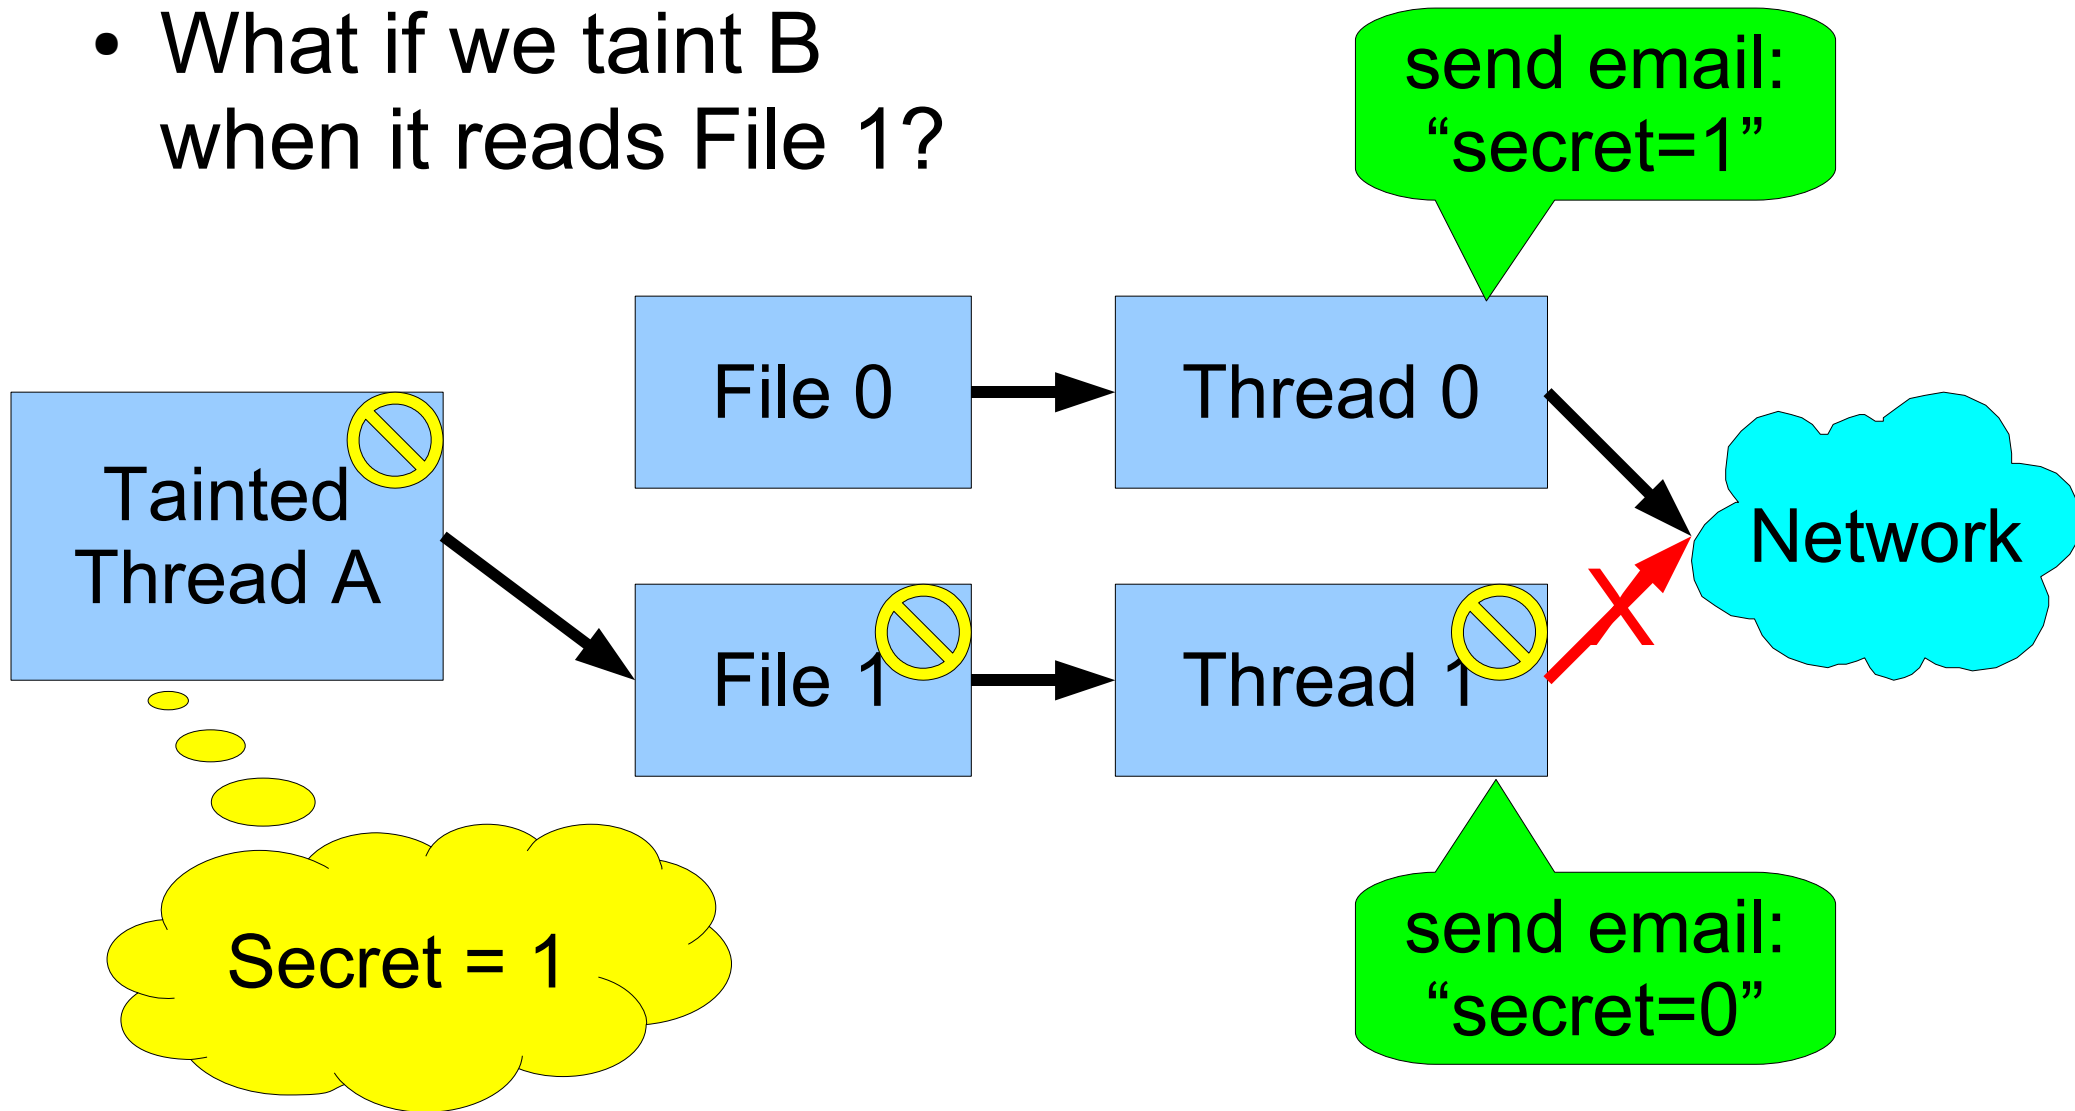 • What if we taint B
when it reads File 1?
send email:
“secret=1”
File 0
Thread 0
Tainted
Thread A
Network
X
File 1
Thread 1
Secret = 1
send email:
“secret=0”